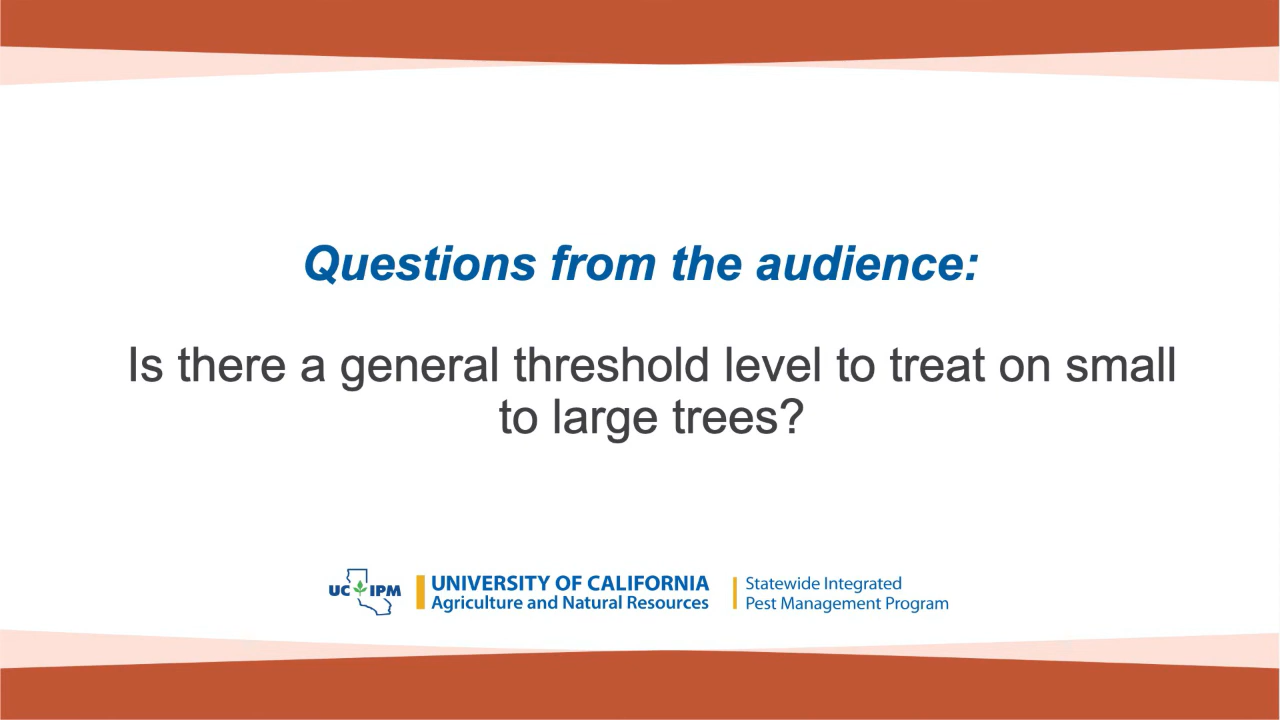 Questions from the audience:
Is there a general threshold level to treat on small
to large trees?
UC IPM
UNIVERSITY OF CALIFORNIA
Agriculture and Natural Resources
Statewide Integrated
Pest Management Program